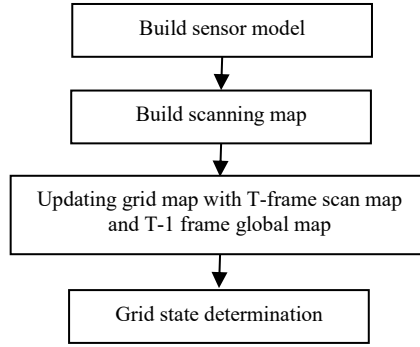 Build sensor model
Build scanning map
Updating grid map with T-frame scan map
and T-1 frame global map
Grid state determination